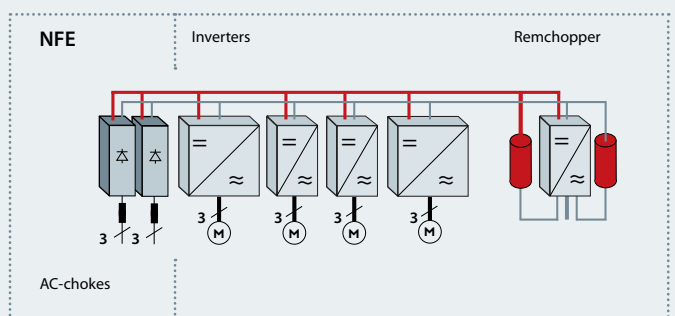 NFE
Inverters
Remchopper
3 3 3 3 3 3
M M M M
AC-chokes